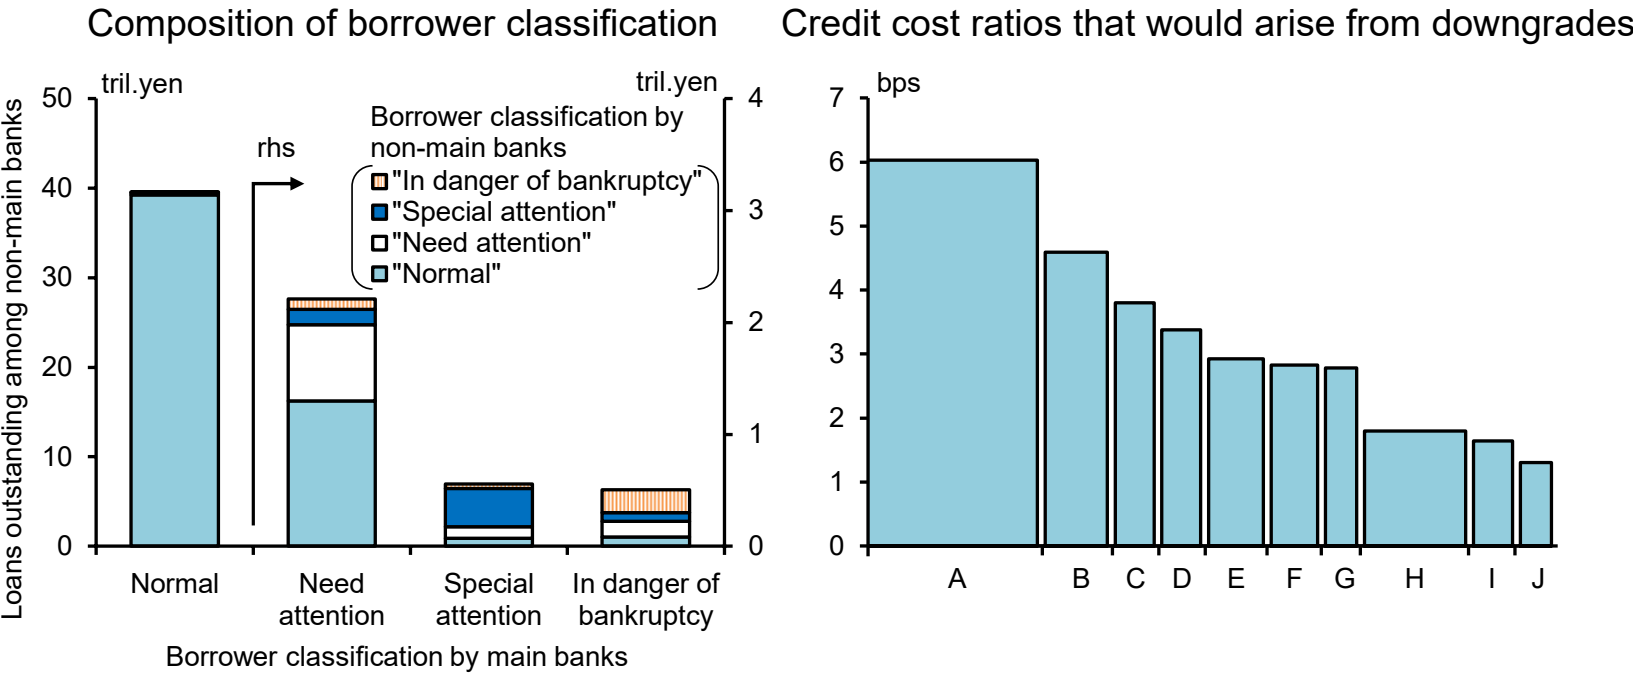 Composition of borrower classification
tril.yen
tril.yen
50
40
30
20
10
0
Loans outstanding among non-main banks
rhs
Borrower classification by
non-main banks
"In danger of bankruptcy"
"Special attention"
"Need attention"
"Normal"
4
3
2
1
0
Normal
Need
attention
Special
attention
In danger of
bankruptcy
Borrower classification by main banks
Credit cost ratios that would arise from downgrades
bps
7
6
5
4
3
2
1
0
A B C D E F G H I J